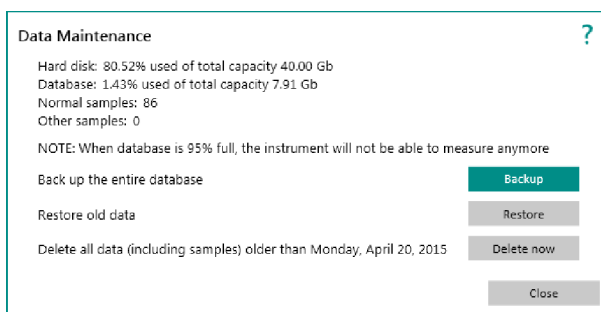 Data Maintenance ?
Hard disk: 80.52% used of total capacity 40.00 Gb
Database: 1.43% used of total capacity 7.91 Gb
Normal samples: 86
Other samples: 0
NOTE: When database is 95% full, the instrument will not be able to measure anymore
Back up the entire database Backup
Restore old data Restore
Delete all data (including samples) older than Monday, April 20, 2015 Delete now
Close